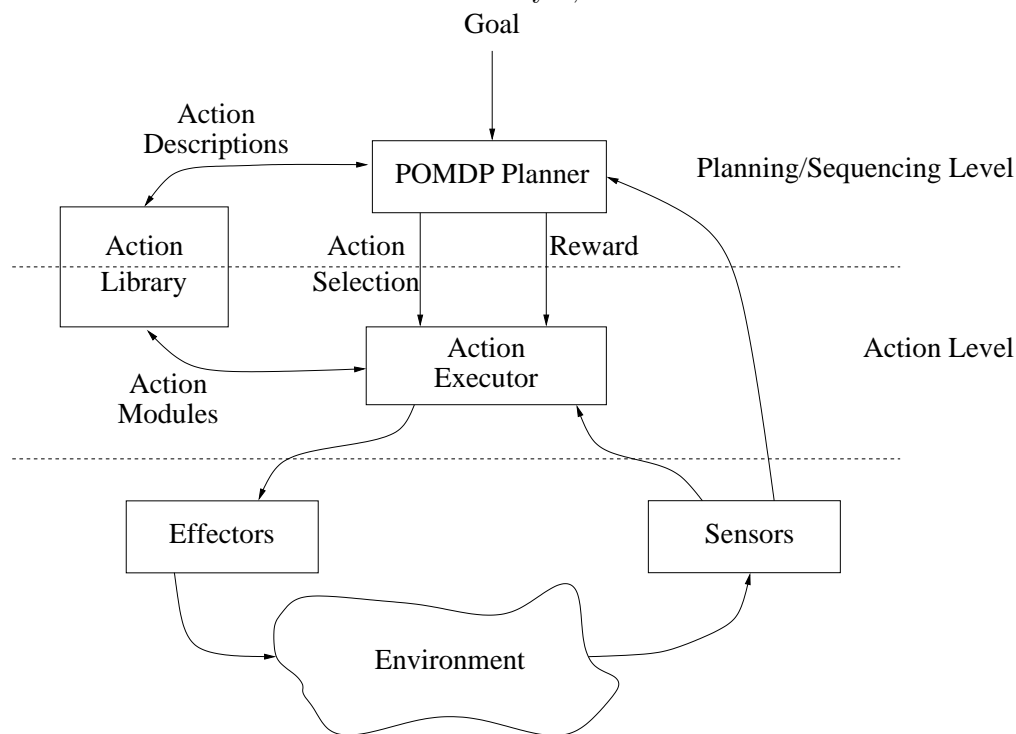 Goal
Action
Descriptions
POMDP Planner
Planning/Sequencing Level
Action
Library
Action
Selection
Reward
Action
Executor
Action Level
Action
Modules
Effectors
Sensors
Environment